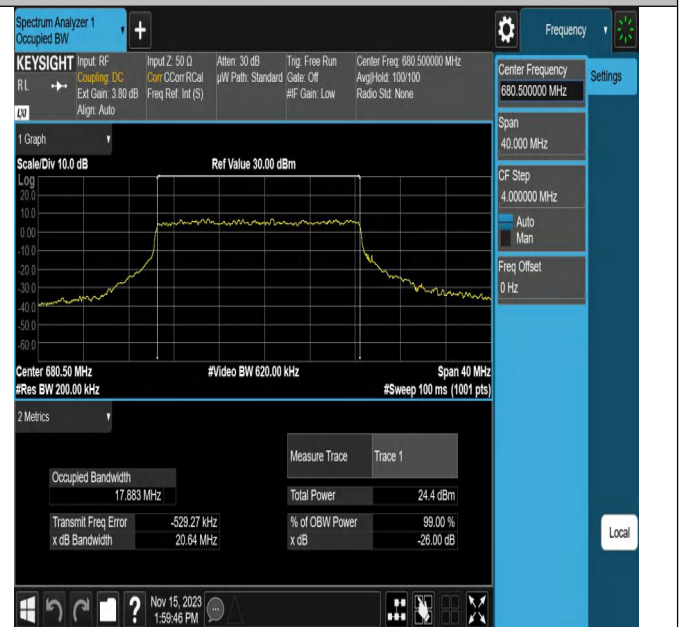 Spectrum Analyzer 1
Occupied BW
+
Frequency
KEYSIGHT
RL
LXI
Input: RF
Coupling: DC
Ext Gain: 3.80 dB
Align: Auto
Input Z: 50 Ω
Corr CCorr RCal
Freq Ref: Int (S)
Atten: 30 dB
µW Path: Standard
Trig: Free Run
Gate: Off
#IF Gain: Low
Center Freq: 680.500000 MHz
Avg|Hold: 100/100
Radio Std: None
Center Frequency
680.500000 MHz
Settings
Span
40.000 MHz
CF Step
4.000000 MHz
Auto
Man
Freq Offset
0 Hz
1 Graph
Scale/Div 10.0 dB
Ref Value 30.00 dBm
Log
20.0
10.0
0.00
-10.0
-20.0
-30.0
-40.0
-50.0
-60.0
Center 680.50 MHz
#Video BW 620.00 kHz
Span 40 MHz
#Res BW 200.00 kHz
#Sweep 100 ms (1001 pts)
2 Metrics
Measure Trace
Trace 1
Occupied Bandwidth
17.883 MHz
Total Power
24.4 dBm
Transmit Freq Error
-529.27 kHz
% of OBW Power
99.00 %
x dB Bandwidth
20.64 MHz
x dB
-26.00 dB
Local
?
Nov 15, 2023
1:59:46 PM